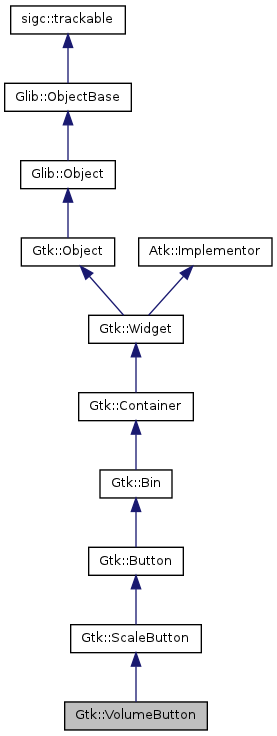 sigc::trackable
Glib::ObjectBase
Glib::Object
Gtk::Object
Atk::Implementor
Gtk::Widget
Gtk::Container
Gtk::Bin
Gtk::Button
Gtk::ScaleButton
Gtk::VolumeButton